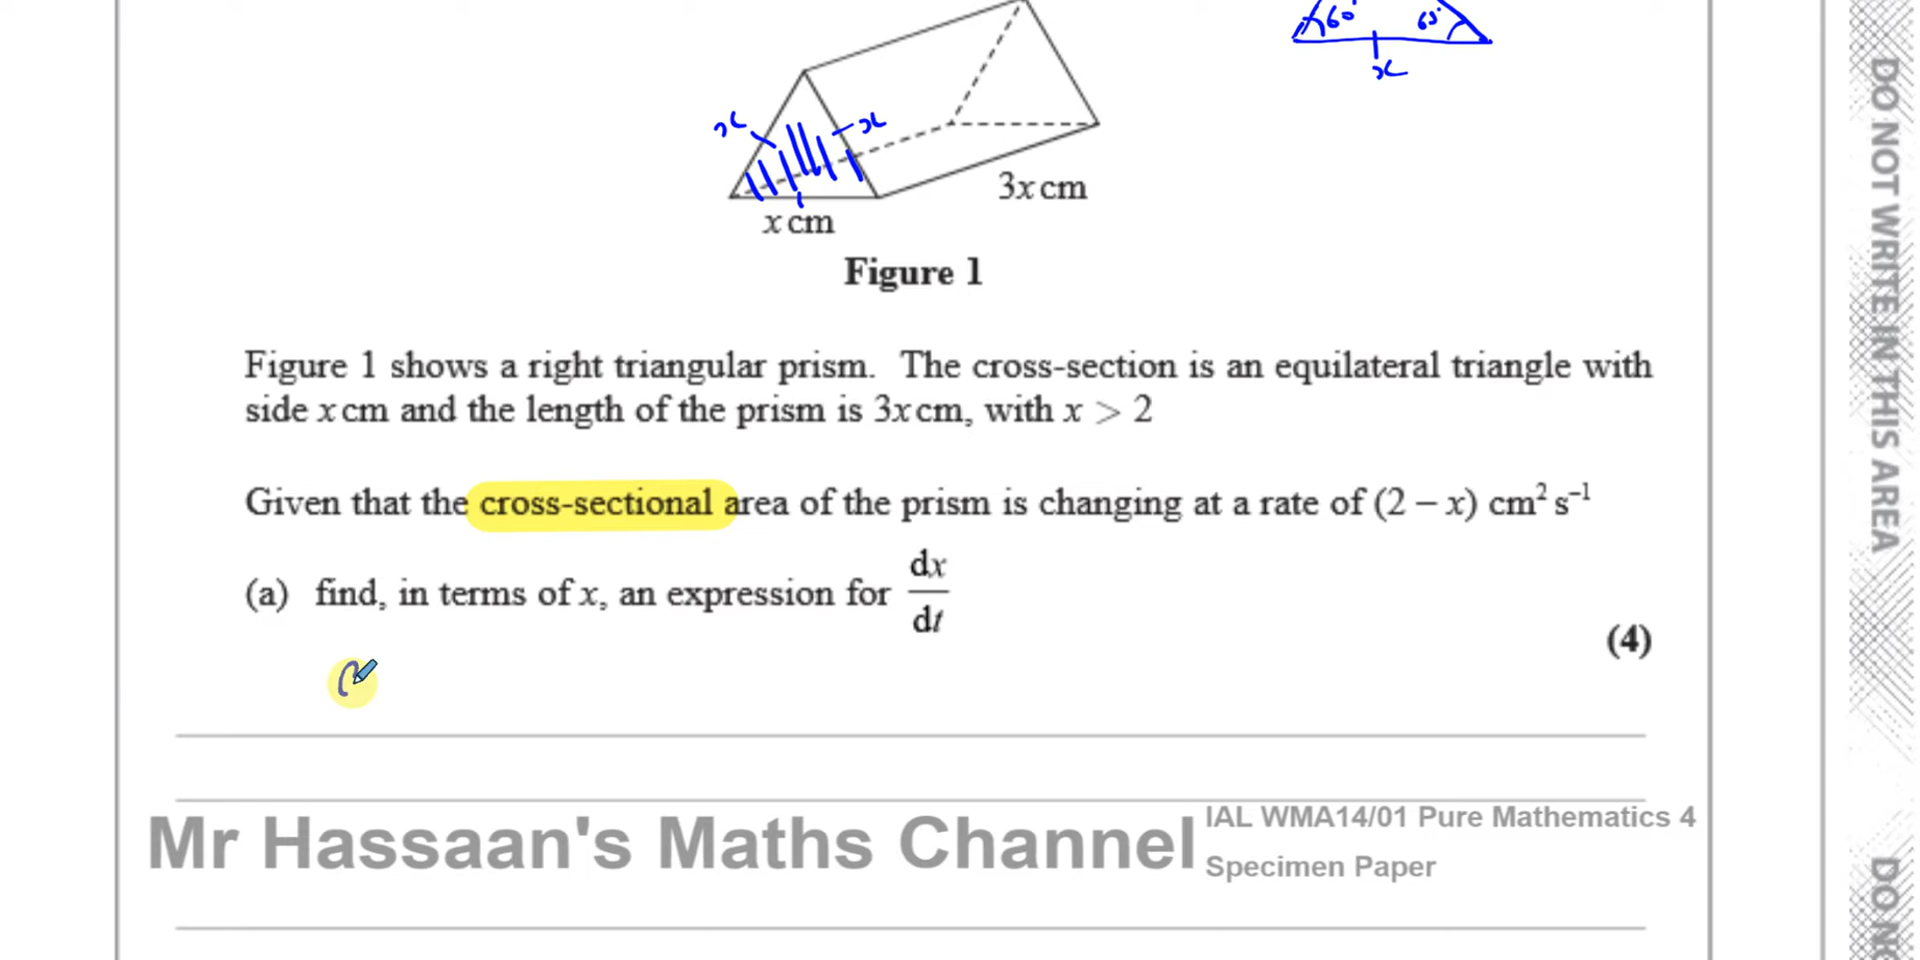 60° 60°
x
x x
3x cm
x cm
Figure 1
Figure 1 shows a right triangular prism. The cross-section is an equilateral triangle with
side x cm and the length of the prism is 3x cm, with x > 2
Given that the cross-sectional area of the prism is changing at a rate of (2 – x) cm² s⁻¹
(a) find, in terms of x, an expression for dx/dt
(4)
Mr Hassaan's Maths Channel
IAL WMA14/01 Pure Mathematics 4
Specimen Paper
DO NOT WRITE IN THIS AREA
DO NO